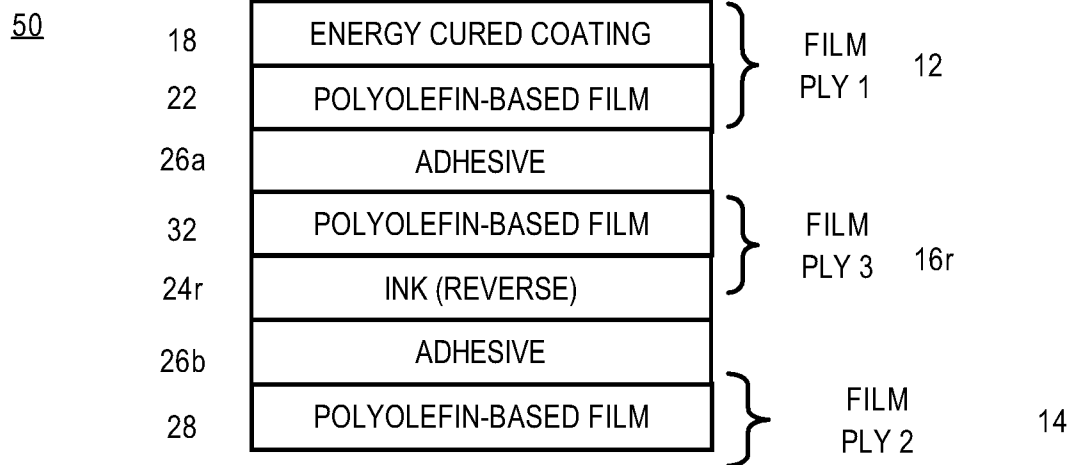 50
18 ENERGY CURED COATING
22 POLYOLEFIN-BASED FILM
FILM
PLY 1 12
26a ADHESIVE
32 POLYOLEFIN-BASED FILM
24r INK (REVERSE)
FILM
PLY 3 16r
26b ADHESIVE
28 POLYOLEFIN-BASED FILM
FILM
PLY 2 14